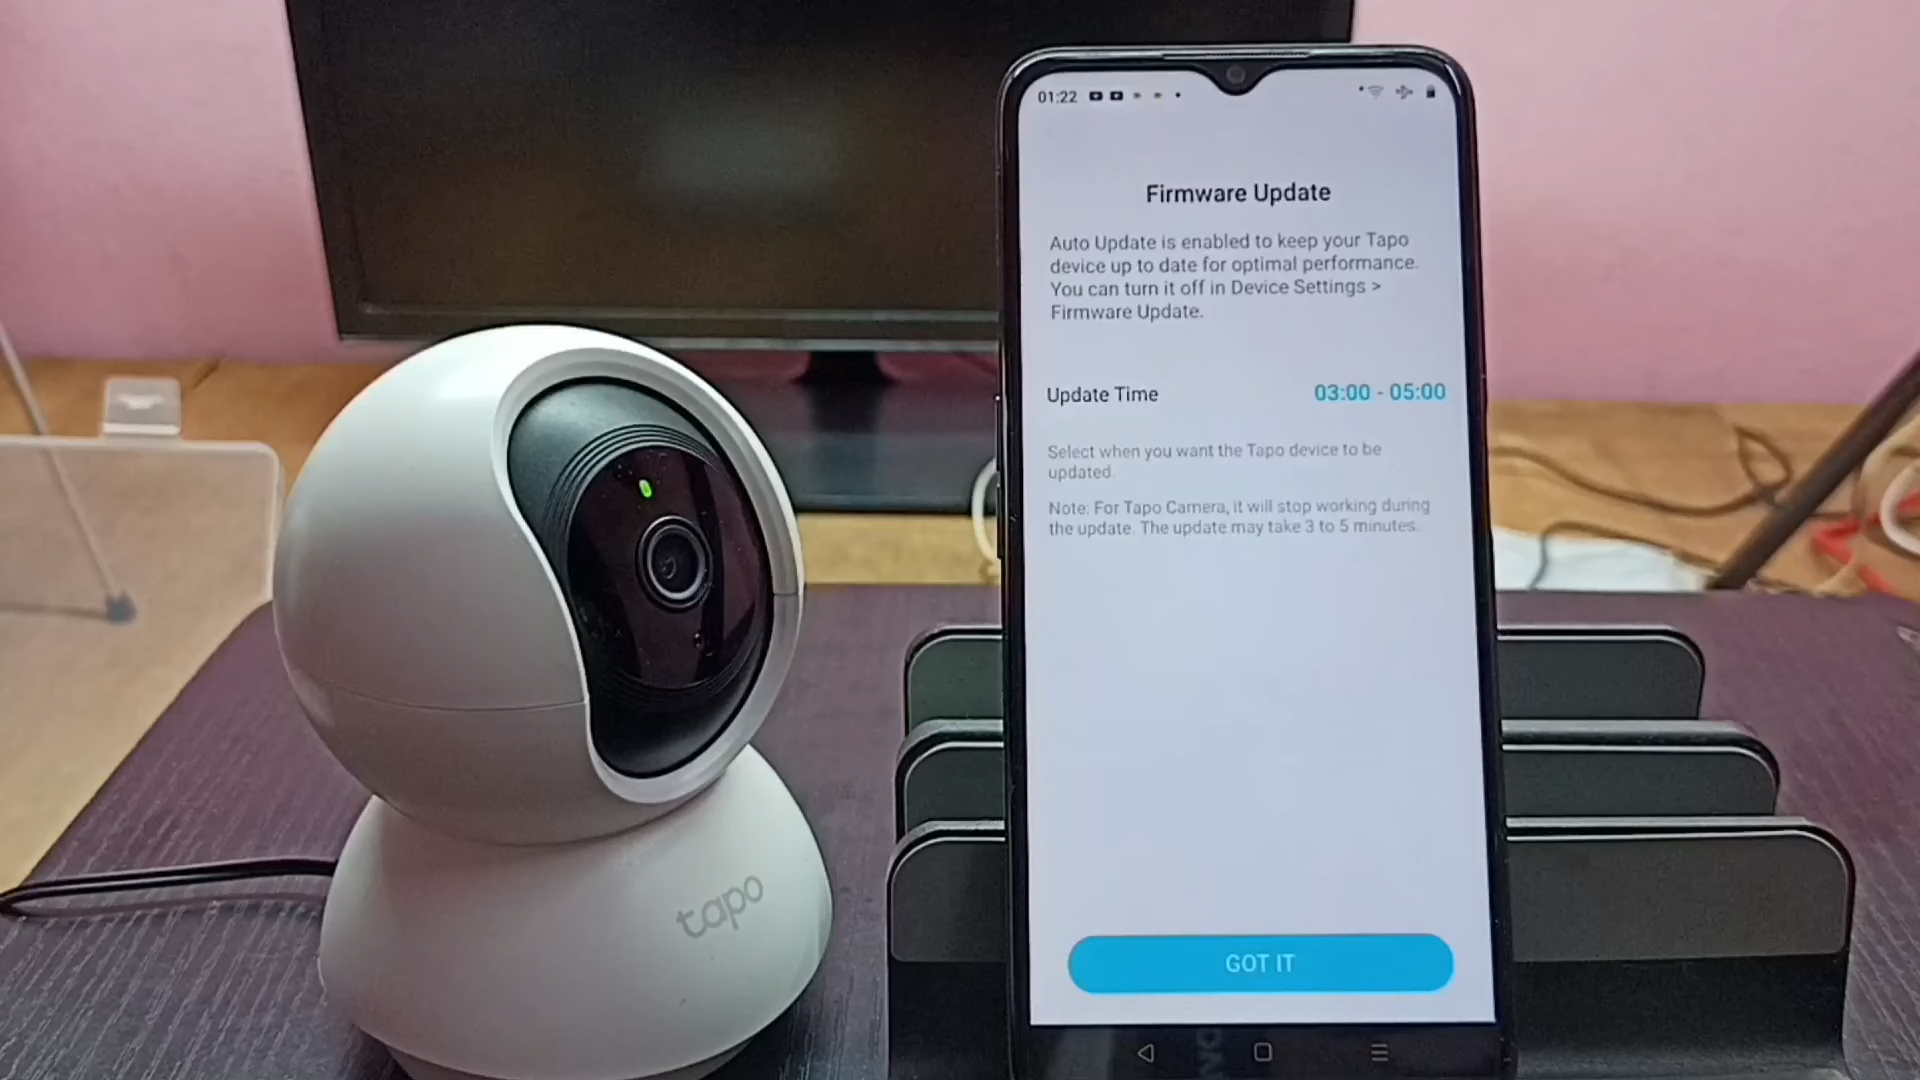 01:22
Firmware Update
Auto Update is enabled to keep your Tapo
device up to date for optimal performance.
You can turn it off in Device Settings >
Firmware Update.
Update Time 03:00 - 05:00
Select when you want the Tapo device to be
updated.
Note: For Tapo Camera, it will stop working during
the update. The update may take 3 to 5 minutes.
GOT IT
tapo